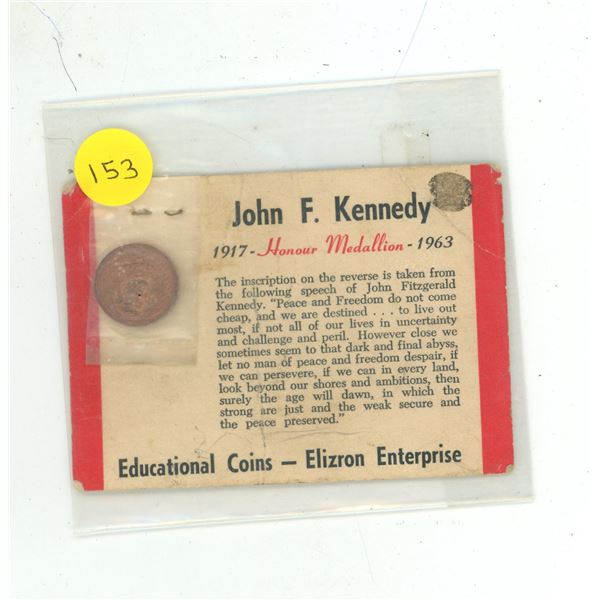 153
John F. Kennedy
1917 - Honour Medallion - 1963
The inscription on the reverse is taken from
the following speech of John Fitzgerald
Kennedy. "Peace and Freedom do not come
cheap, and we are destined . . . to live out
most, if not all of our lives in uncertainty
and challenge and peril. However close we
sometimes seem to that dark and final abyss,
let no man of peace and freedom despair, if
we can persevere, if we can in every land,
look beyond our shores and ambitions, then
surely the age will dawn, in which the
strong are just and the weak secure and
the peace preserved."
Educational Coins — Elizron Enterprise